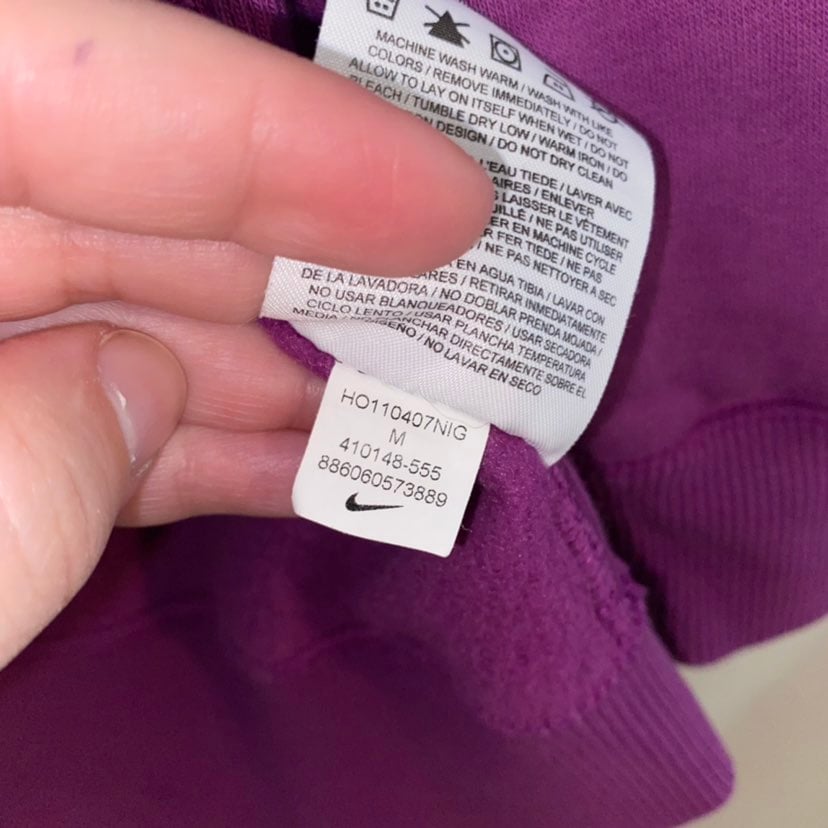 MACHINE WASH WARM / WASH WITH LIKE
COLORS / REMOVE IMMEDIATELY / DO NOT
ALLOW TO LAY ON ITSELF WHEN WET / DO NOT
BLEACH / TUMBLE DRY LOW / WARM IRON / DO
DESIGN / DO NOT DRY CLEAN
L'EAU TIEDE / LAVER AVEC
/ ENLEVER
LAISSER LE VÊTEMENT
/ NE PAS UTILISER
EN MACHINE CYCLE
FER TIEDE / NE PAS
/ NE PAS NETTOYER A SEC
EN AGUA TIBIA / LAVAR CON
/ RETIRAR INMEDIATAMENTE
DE LA LAVADORA / NO DOBLAR PRENDA MOJADA /
NO USAR BLANQUEADORES / USAR SECADORA
CICLO LENTO / USAR PLANCHA TEMPERATURA
MEDIA / PLANCHAR DIRECTAMENTE SOBRE EL
/ NO LAVAR EN SECO
HO110407NIG
M
410148-555
886060573889